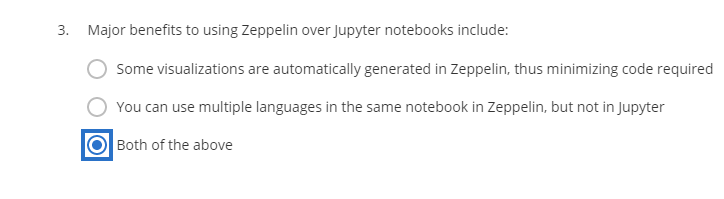 3. Major benefits to using Zeppelin over Jupyter notebooks include:
Some visualizations are automatically generated in Zeppelin, thus minimizing code required
You can use multiple languages in the same notebook in Zeppelin, but not in Jupyter
Both of the above